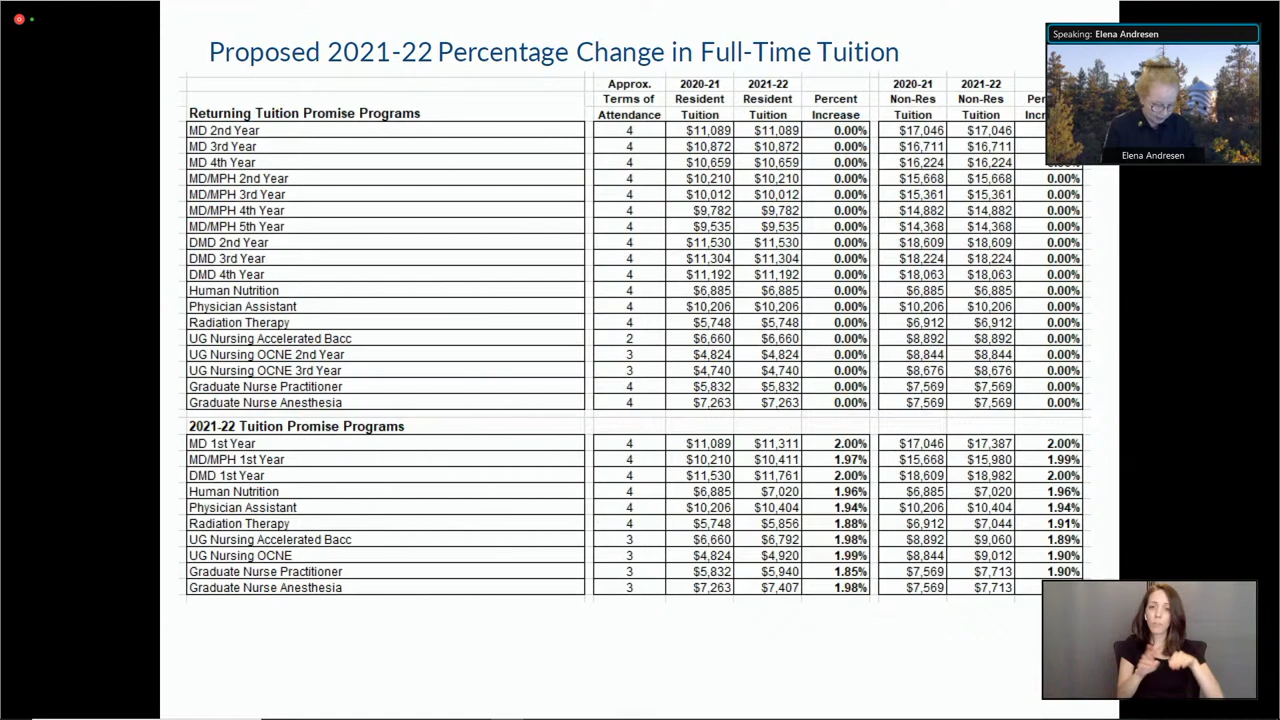 Proposed 2021-22 Percentage Change in Full-Time Tuition
Speaking: Elena Andresen
Elena Andresen
Approx. 2020-21 2021-22 2020-21 2021-22
Terms of Resident Resident Percent Non-Res Non-Res
Returning Tuition Promise Programs Attendance Tuition Tuition Increase Tuition Tuition
MD 2nd Year 4 $11,089 $11,089 0.00% $17,046 $17,046
MD 3rd Year 4 $10,872 $10,872 0.00% $16,711 $16,711
MD 4th Year 4 $10,659 $10,659 0.00% $16,224 $16,224
MD/MPH 2nd Year 4 $10,210 $10,210 0.00% $15,668 $15,668 0.00%
MD/MPH 3rd Year 4 $10,012 $10,012 0.00% $15,361 $15,361 0.00%
MD/MPH 4th Year 4 $9,782 $9,782 0.00% $14,882 $14,882 0.00%
MD/MPH 5th Year 4 $9,535 $9,535 0.00% $14,368 $14,368 0.00%
DMD 2nd Year 4 $11,530 $11,530 0.00% $18,609 $18,609 0.00%
DMD 3rd Year 4 $11,304 $11,304 0.00% $18,224 $18,224 0.00%
DMD 4th Year 4 $11,192 $11,192 0.00% $18,063 $18,063 0.00%
Human Nutrition 4 $6,885 $6,885 0.00% $6,885 $6,885 0.00%
Physician Assistant 4 $10,206 $10,206 0.00% $10,206 $10,206 0.00%
Radiation Therapy 4 $5,748 $5,748 0.00% $6,912 $6,912 0.00%
UG Nursing Accelerated Bacc 2 $6,660 $6,660 0.00% $8,892 $8,892 0.00%
UG Nursing OCNE 2nd Year 3 $4,824 $4,824 0.00% $8,844 $8,844 0.00%
UG Nursing OCNE 3rd Year 3 $4,740 $4,740 0.00% $8,676 $8,676 0.00%
Graduate Nurse Practitioner 4 $5,832 $5,832 0.00% $7,569 $7,569 0.00%
Graduate Nurse Anesthesia 4 $7,263 $7,263 0.00% $7,569 $7,569 0.00%
2021-22 Tuition Promise Programs
MD 1st Year 4 $11,089 $11,311 2.00% $17,046 $17,387 2.00%
MD/MPH 1st Year 4 $10,210 $10,411 1.97% $15,668 $15,980 1.99%
DMD 1st Year 4 $11,530 $11,761 2.00% $18,609 $18,982 2.00%
Human Nutrition 4 $6,885 $7,020 1.96% $6,885 $7,020 1.96%
Physician Assistant 4 $10,206 $10,404 1.94% $10,206 $10,404 1.94%
Radiation Therapy 4 $5,748 $5,856 1.88% $6,912 $7,044 1.91%
UG Nursing Accelerated Bacc 3 $6,660 $6,792 1.98% $8,892 $9,060 1.89%
UG Nursing OCNE 3 $4,824 $4,920 1.99% $8,844 $9,012 1.90%
Graduate Nurse Practitioner 3 $5,832 $5,940 1.85% $7,569 $7,713 1.90%
Graduate Nurse Anesthesia 3 $7,263 $7,407 1.98% $7,569 $7,713